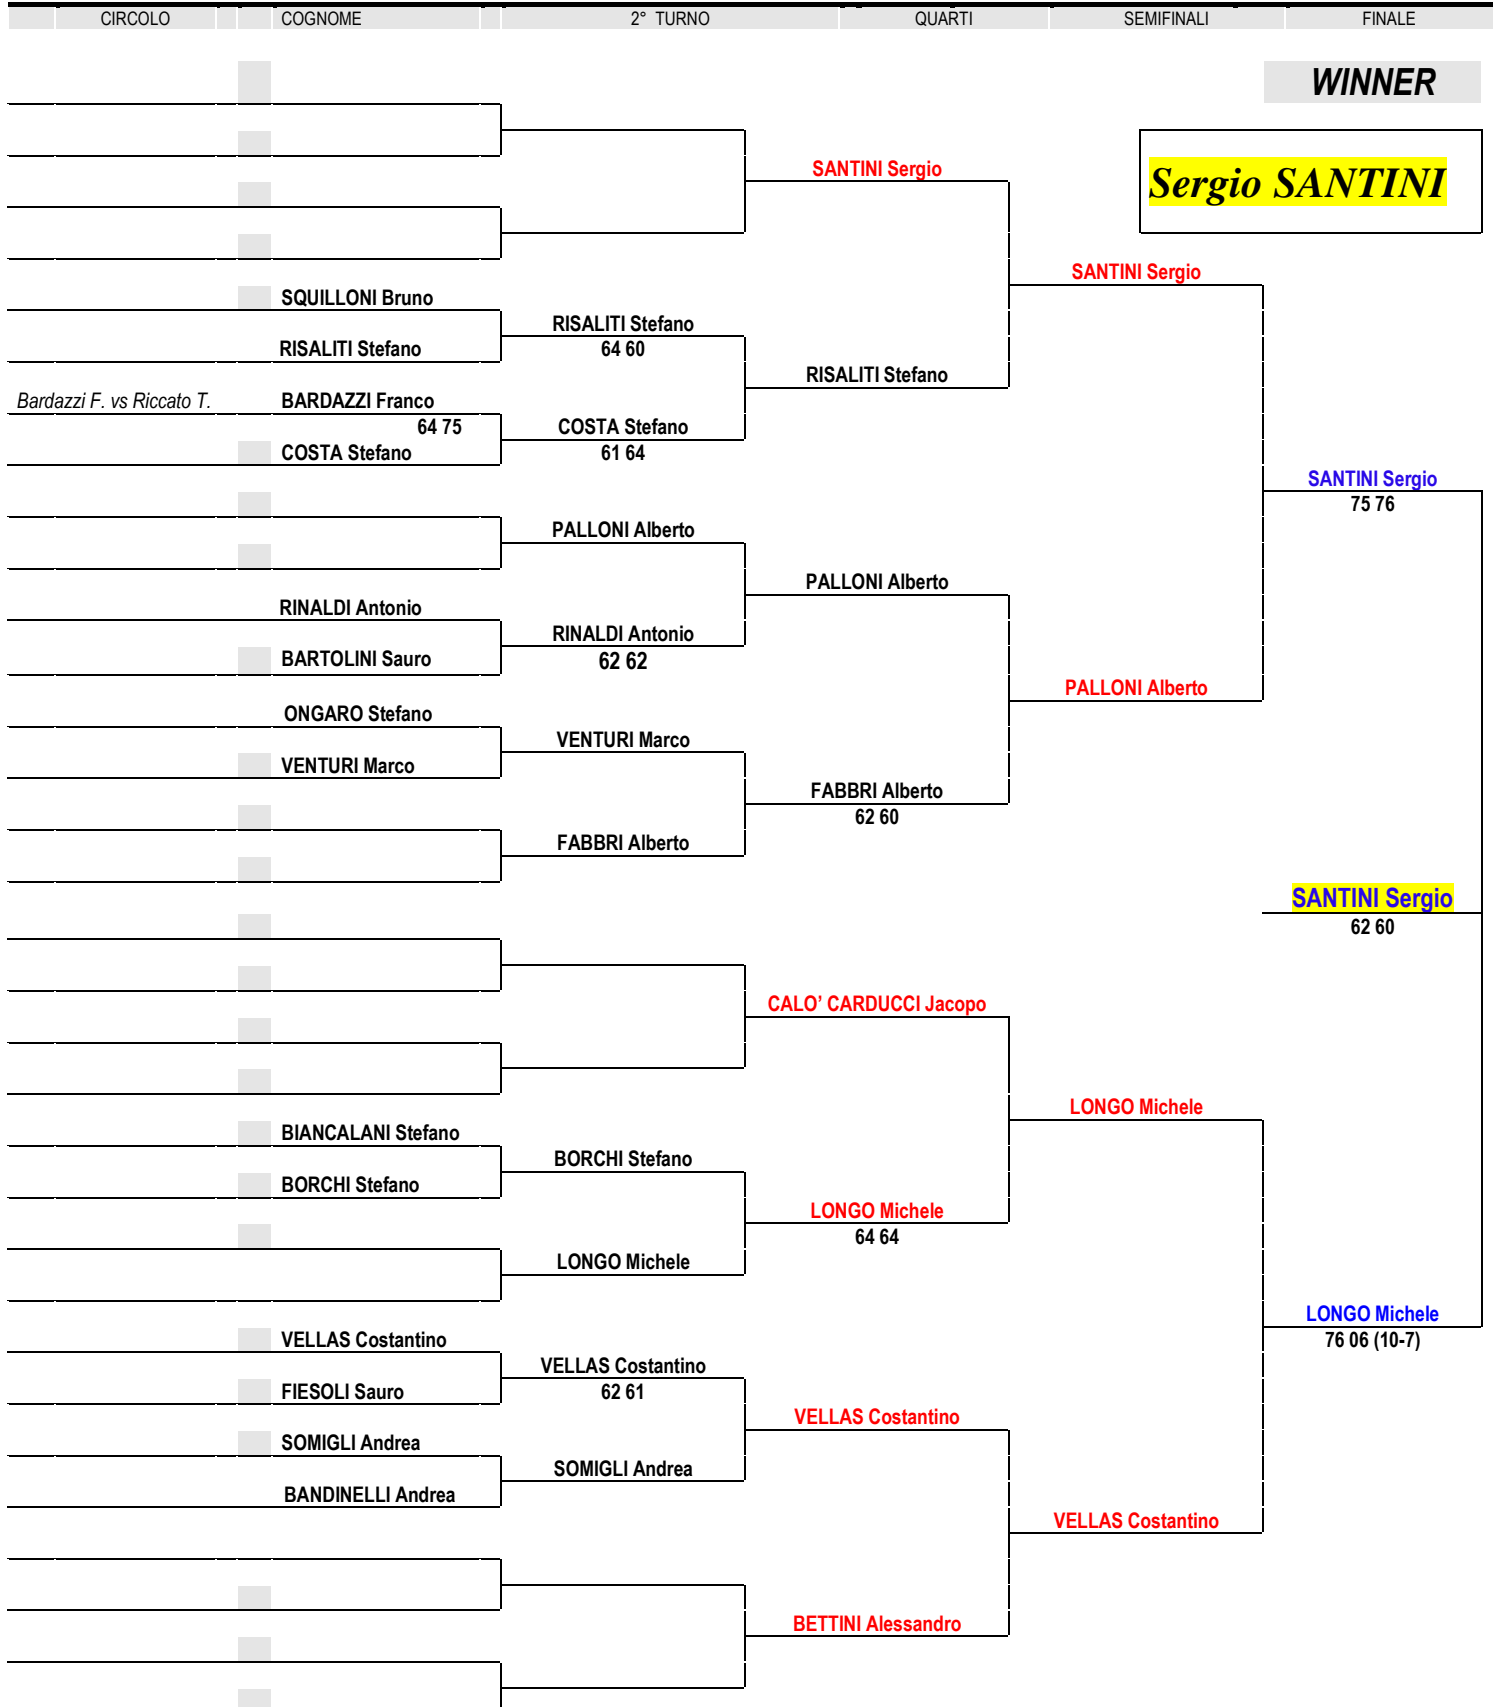 CIRCOLO COGNOME 2° TURNO QUARTI SEMIFINALI FINALE
WINNER
SANTINI Sergio
Sergio SANTINI
SANTINI Sergio
SQUILLONI Bruno
RISALITI Stefano
RISALITI Stefano
64 60
RISALITI Stefano
Bardazzi F. vs Riccato T. BARDAZZI Franco
64 75
COSTA Stefano
COSTA Stefano
61 64
SANTINI Sergio
75 76
PALLONI Alberto
PALLONI Alberto
RINALDI Antonio
RINALDI Antonio
BARTOLINI Sauro
62 62
PALLONI Alberto
ONGARO Stefano
VENTURI Marco
VENTURI Marco
FABBRI Alberto
62 60
FABBRI Alberto
SANTINI Sergio
62 60
CALO’ CARDUCCI Jacopo
LONGO Michele
BIANCALANI Stefano
BORCHI Stefano
BORCHI Stefano
LONGO Michele
64 64
LONGO Michele
LONGO Michele
76 06 (10-7)
VELLAS Costantino
VELLAS Costantino
FIESOLI Sauro
62 61
VELLAS Costantino
SOMIGLI Andrea
SOMIGLI Andrea
BANDINELLI Andrea
VELLAS Costantino
BETTINI Alessandro